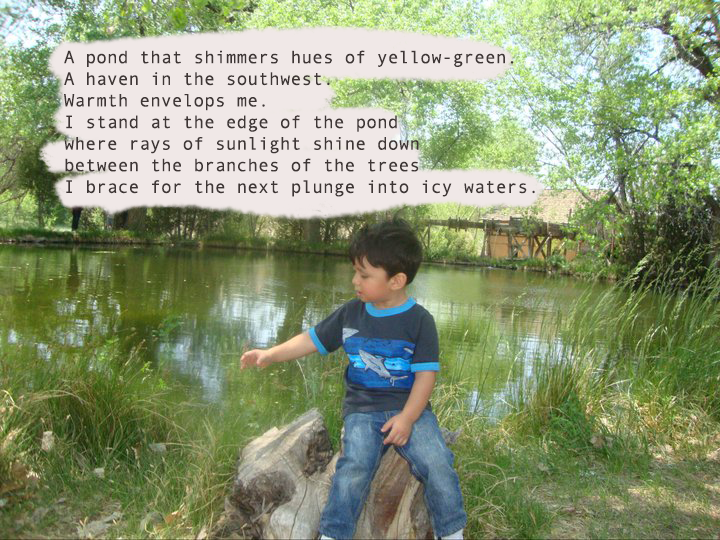 A pond that shimmers hues of yellow-green.
A haven in the southwest.
Warmth envelops me.
I stand at the edge of the pond
where rays of sunlight shine down
between the branches of the trees
I brace for the next plunge into icy waters.